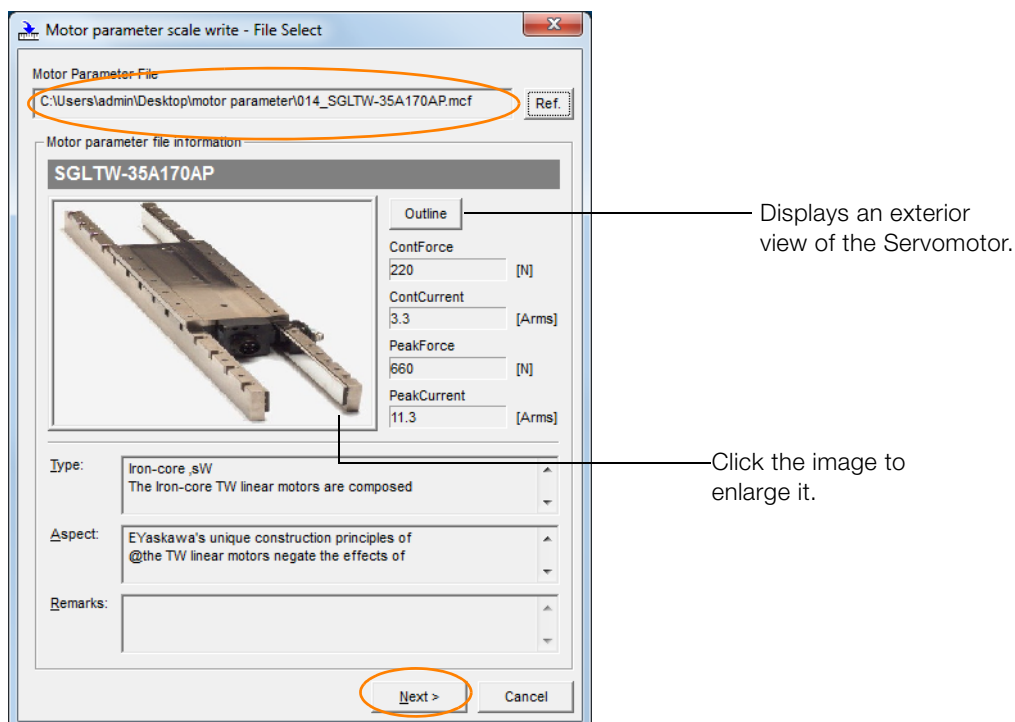 Motor parameter scale write - File Select
Motor Parameter File
C:\Users\admin\Desktop\motor parameter\014_SGLTW-35A170AP.mcf
Ref.
Motor parameter file information
SGLTW-35A170AP
Outline
Displays an exterior
view of the Servomotor.
ContForce
220 [N]
ContCurrent
3.3 [Arms]
PeakForce
660 [N]
PeakCurrent
11.3 [Arms]
Click the image to
enlarge it.
Type:
Iron-core ,sW
The Iron-core TW linear motors are composed
Aspect:
EYaskawa's unique construction principles of
@the TW linear motors negate the effects of
Remarks:
Next >
Cancel